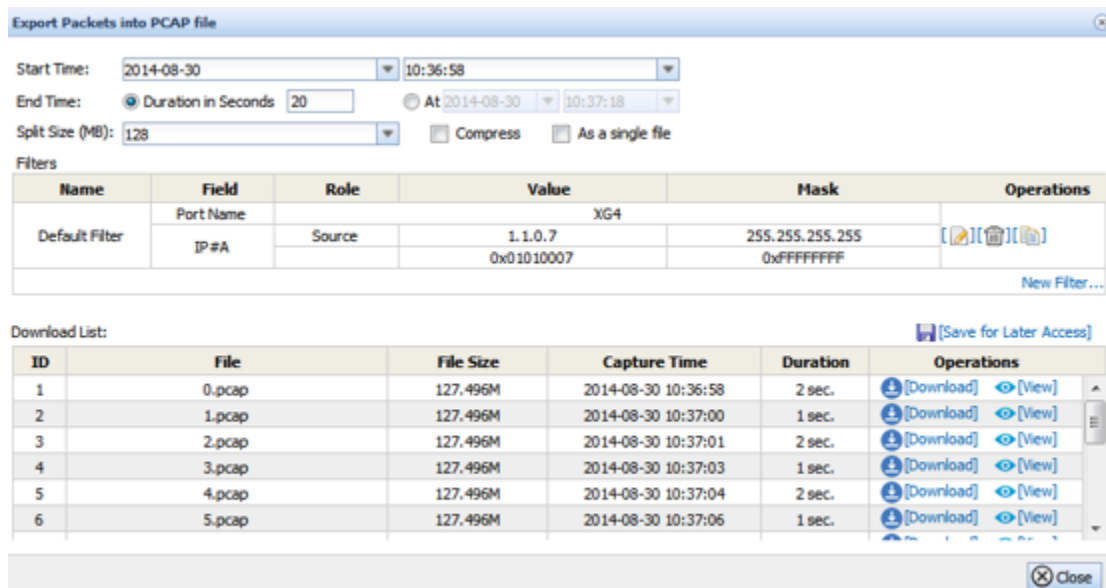 Export Packets into PCAP file
Start Time: 2014-08-30 10:36:58
End Time: Duration in Seconds 20 At 2014-08-30 10:37:18
Split Size (MB): 128 Compress As a single file
Filters
Name Field Role Value Mask Operations
Default Filter Port Name XG4
IP#A Source 1.1.0.7 255.255.255.255 [ ][ ][ ]
0x01010007 0xFFFFFFFF
New Filter...
Download List: [Save for Later Access]
ID File File Size Capture Time Duration Operations
1 0.pcap 127.496M 2014-08-30 10:36:58 2 sec. [Download] [View]
2 1.pcap 127.496M 2014-08-30 10:37:00 1 sec. [Download] [View]
3 2.pcap 127.496M 2014-08-30 10:37:01 2 sec. [Download] [View]
4 3.pcap 127.496M 2014-08-30 10:37:03 1 sec. [Download] [View]
5 4.pcap 127.496M 2014-08-30 10:37:04 2 sec. [Download] [View]
6 5.pcap 127.496M 2014-08-30 10:37:06 1 sec. [Download] [View]
Close